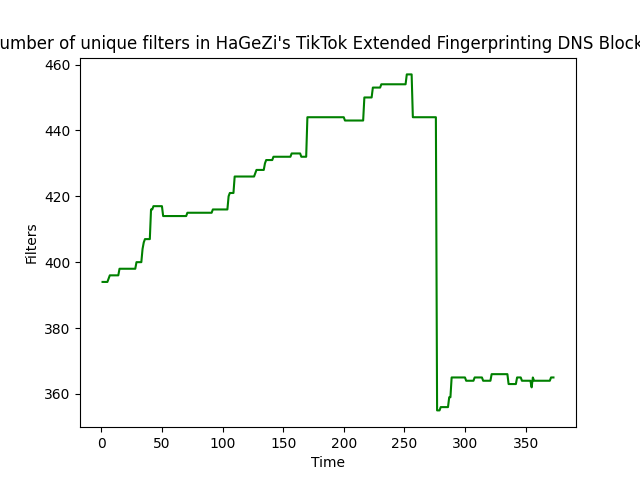 umber of unique filters in HaGeZi's TikTok Extended Fingerprinting DNS Block
460
440
420
400
380
360
Filters
0 50 100 150 200 250 300 350
Time